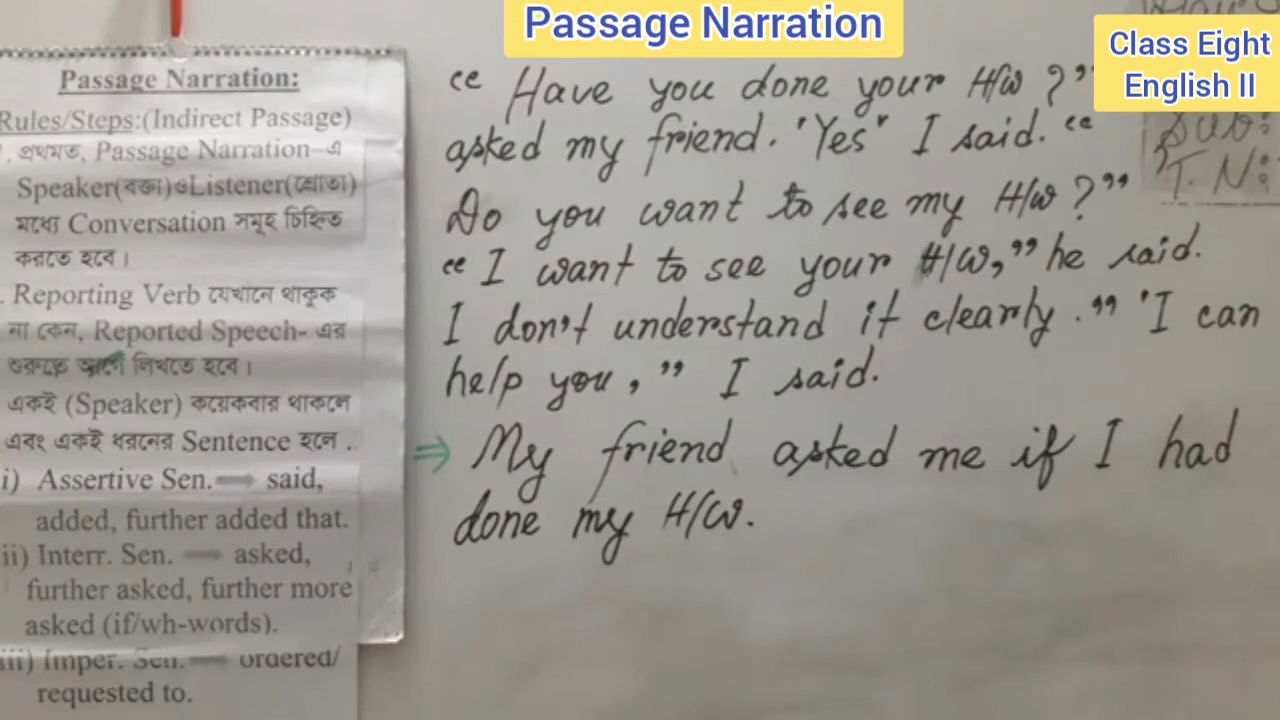 Passage Narration
Class Eight
English II
Passage Narration:
Rules/Steps:(Indirect Passage)
. প্রথমত, Passage Narration–এ
Speaker(বক্তা)ওListener(শ্রোতা)
মধ্যে Conversation সমূহ চিহ্নিত
করতে হবে।
. Reporting Verb যেখানে থাকুক
না কেন, Reported Speech- এর
শুরুতে আগে লিখতে হবে।
একই (Speaker) কয়েকবার থাকলে
এবং একই ধরনের Sentence হলে ..
i) Assertive Sen.➡ said,
added, further added that.
ii) Interr. Sen. ➡ asked,
further asked, further more
asked (if/wh-words).
iii) Imper. Sen. ➡ ordered/
requested to.
“ Have you done your H/W ?”
asked my friend. "Yes" I said. “
Do you want to see my H/W?”
“ I want to see your H/W,” he said.
I don't understand it clearly .” "I can
help you , ” I said.
⇒ My friend asked me if I had
done my H/W.
Sub:
T. N: